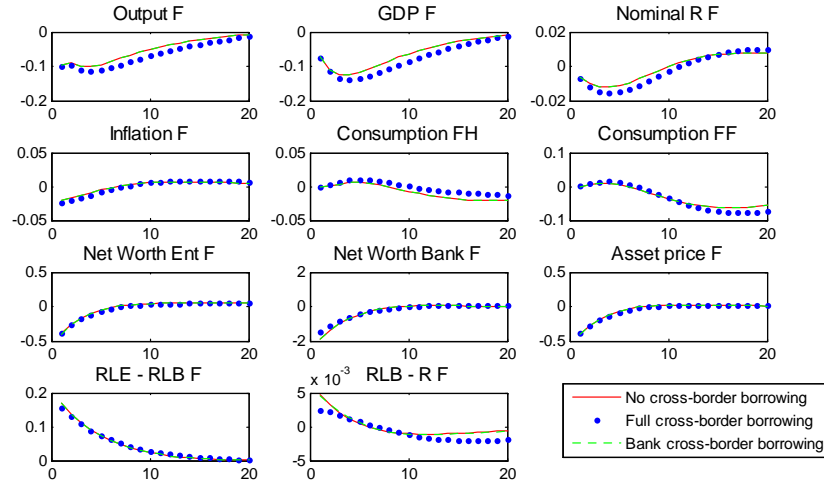 Output F
GDP F
Nominal R F
0
-0.1
-0.2
0 10 20
0
-0.1
-0.2
0 10 20
0.02
0
-0.02
0 10 20
Inflation F
Consumption FH
Consumption FF
0.05
0
-0.05
0 10 20
0.05
0
-0.05
0 10 20
0.1
0
-0.1
0 10 20
Net Worth Ent F
Net Worth Bank F
Asset price F
0.5
0
-0.5
0 10 20
2
0
-2
0 10 20
0.5
0
-0.5
0 10 20
RLE - RLB F
RLB - R F
0.2
0.1
0
0 10 20
x 10-3
5
0
-5
0 10 20
No cross-border borrowing
Full cross-border borrowing
Bank cross-border borrowing